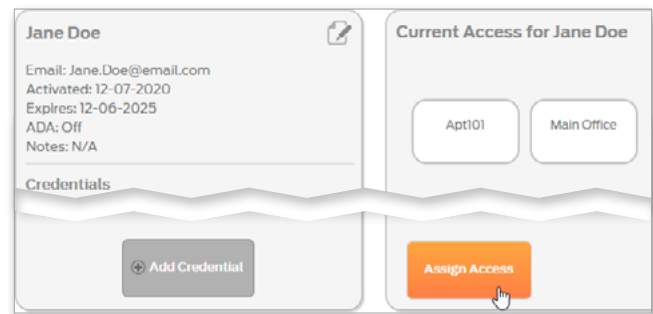 Jane Doe
Email: Jane.Doe@email.com
Activated: 12-07-2020
Expires: 12-06-2025
ADA: Off
Notes: N/A
Credentials
Add Credential
Current Access for Jane Doe
Apt101
Main Office
Assign Access